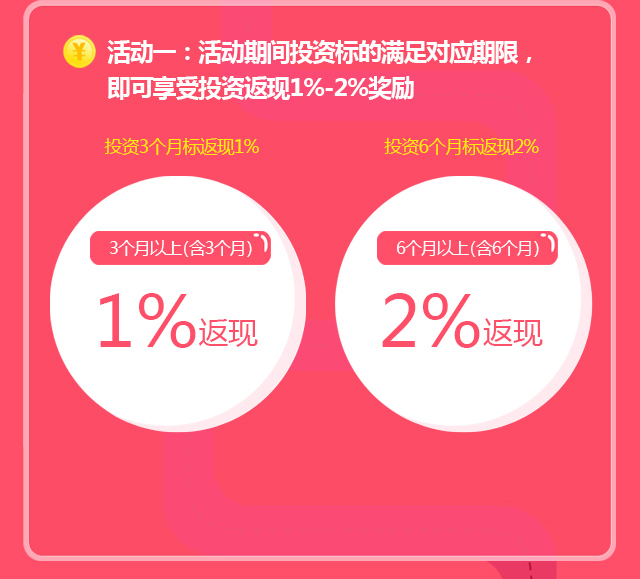 ¥
活动一：活动期间投资标的满足对应期限，
即可享受投资返现1%-2%奖励
投资3个月标返现1%
投资6个月标返现2%
3个月以上(含3个月)
6个月以上(含6个月)
1%返现
2%返现